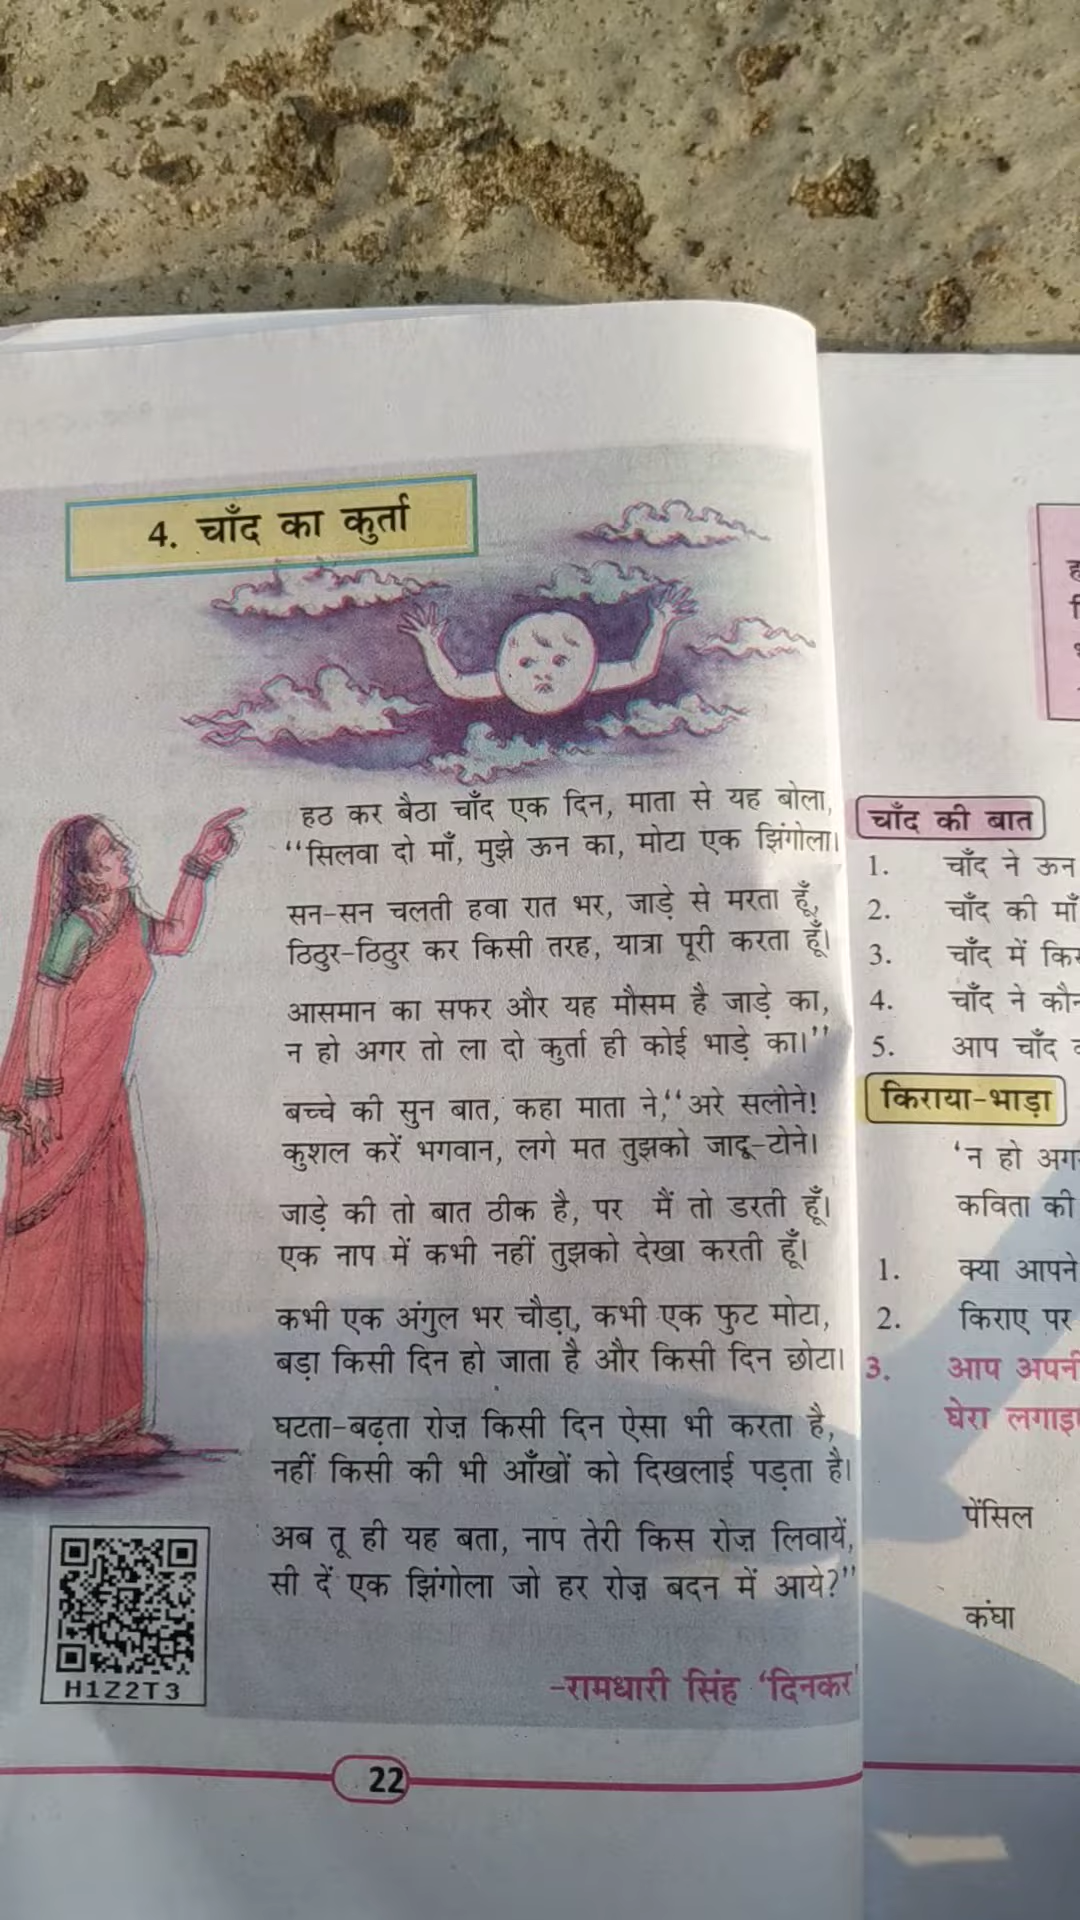 4. चाँद का कुर्ता
हठ कर बैठा चाँद एक दिन, माता से यह बोला,
‘‘सिलवा दो माँ, मुझे ऊन का, मोटा एक झिंगोला।
सन-सन चलती हवा रात भर, जाड़े से मरता हूँ,
ठिठुर-ठिठुर कर किसी तरह, यात्रा पूरी करता हूँ।
आसमान का सफर और यह मौसम है जाड़े का,
न हो अगर तो ला दो कुर्ता ही कोई भाड़े का।’’
बच्चे की सुन बात, कहा माता ने,‘‘अरे सलोने!
कुशल करें भगवान, लगे मत तुझको जादू-टोने।
जाड़े की तो बात ठीक है, पर मैं तो डरती हूँ।
एक नाप में कभी नहीं तुझको देखा करती हूँ।
कभी एक अंगुल भर चौड़ा, कभी एक फुट मोटा,
बड़ा किसी दिन हो जाता है और किसी दिन छोटा।
घटता-बढ़ता रोज़ किसी दिन ऐसा भी करता है,
नहीं किसी की भी आँखों को दिखलाई पड़ता है।
अब तू ही यह बता, नाप तेरी किस रोज़ लिवायें,
सी दें एक झिंगोला जो हर रोज़ बदन में आये?’’
-रामधारी सिंह ‘दिनकर’
H1Z2T3
22
चाँद की बात
1. चाँद ने ऊन
2. चाँद की माँ
3. चाँद में
4. चाँद ने
5. आप चाँद
किराया-भाड़ा
‘न हो अगर
कविता की
1. क्या आपने
2. किराए पर
3. आप अपनी
घेरा
पेंसिल
कंघा